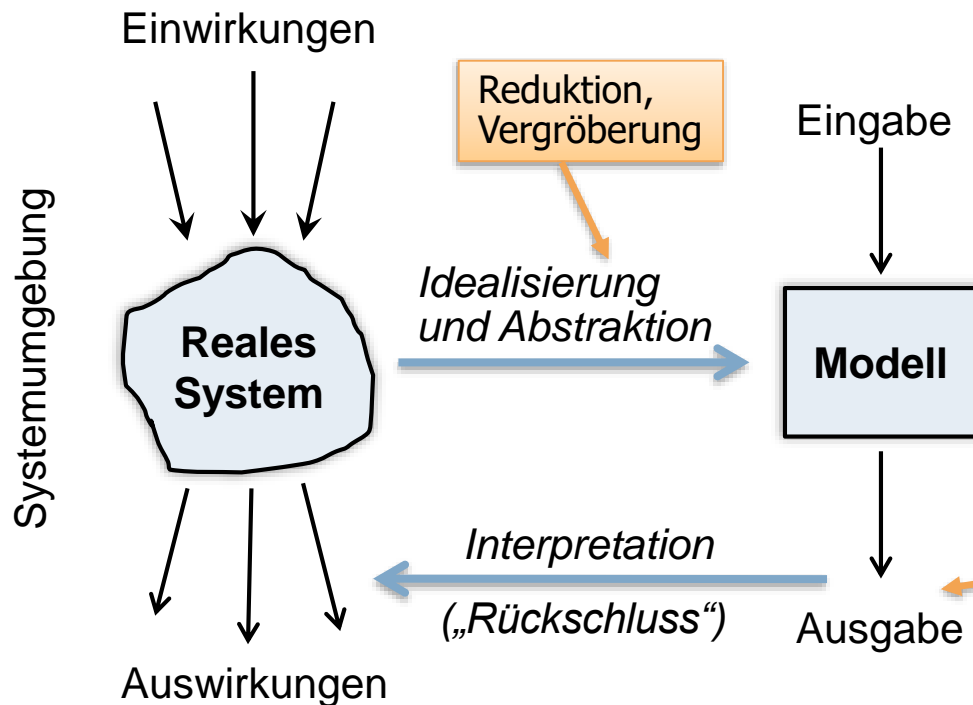 Einwirkungen
Reduktion,
Vergröberung
Eingabe
Systemumgebung
Idealisierung
und Abstraktion
Reales
System
Modell
Interpretation
(„Rückschluss“)
Ausgabe
Auswirkungen